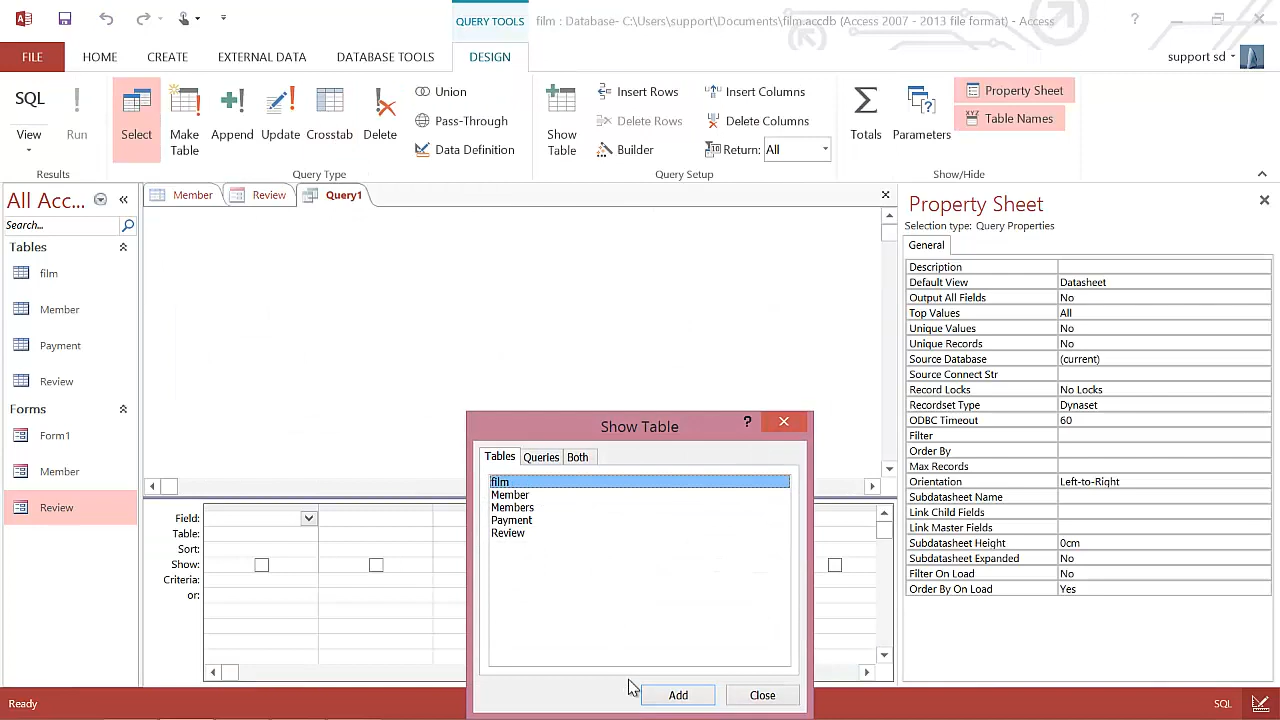 QUERY TOOLS
film : Database- C:\Users\support\Documents\film.accdb (Access 2007 - 2013 file format) - Access
?
FILE
HOME
CREATE
EXTERNAL DATA
DATABASE TOOLS
DESIGN
support sd
SQL
View
!
Run
Select
Make Table
Append
Update
Crosstab
Delete
Union
Pass-Through
Data Definition
Show Table
Insert Rows
Delete Rows
Builder
Insert Columns
Delete Columns
Return: All
Totals
Parameters
Property Sheet
XYZ Table Names
Results
Query Type
Query Setup
Show/Hide
All Acc...
Search...
Tables
film
Member
Payment
Review
Forms
Form1
Member
Review
Member
Review
Query1
Field:
Table:
Sort:
Show:
Criteria:
or:
Show Table
?
Tables
Queries
Both
film
Member
Members
Payment
Review
Add
Close
Property Sheet
Selection type: Query Properties
General
Description
Default View Datasheet
Output All Fields No
Top Values All
Unique Values No
Unique Records No
Source Database (current)
Source Connect Str
Record Locks No Locks
Recordset Type Dynaset
ODBC Timeout 60
Filter
Order By
Max Records
Orientation Left-to-Right
Subdatasheet Name
Link Child Fields
Link Master Fields
Subdatasheet Height 0cm
Subdatasheet Expanded No
Filter On Load No
Order By On Load Yes
Ready
SQL